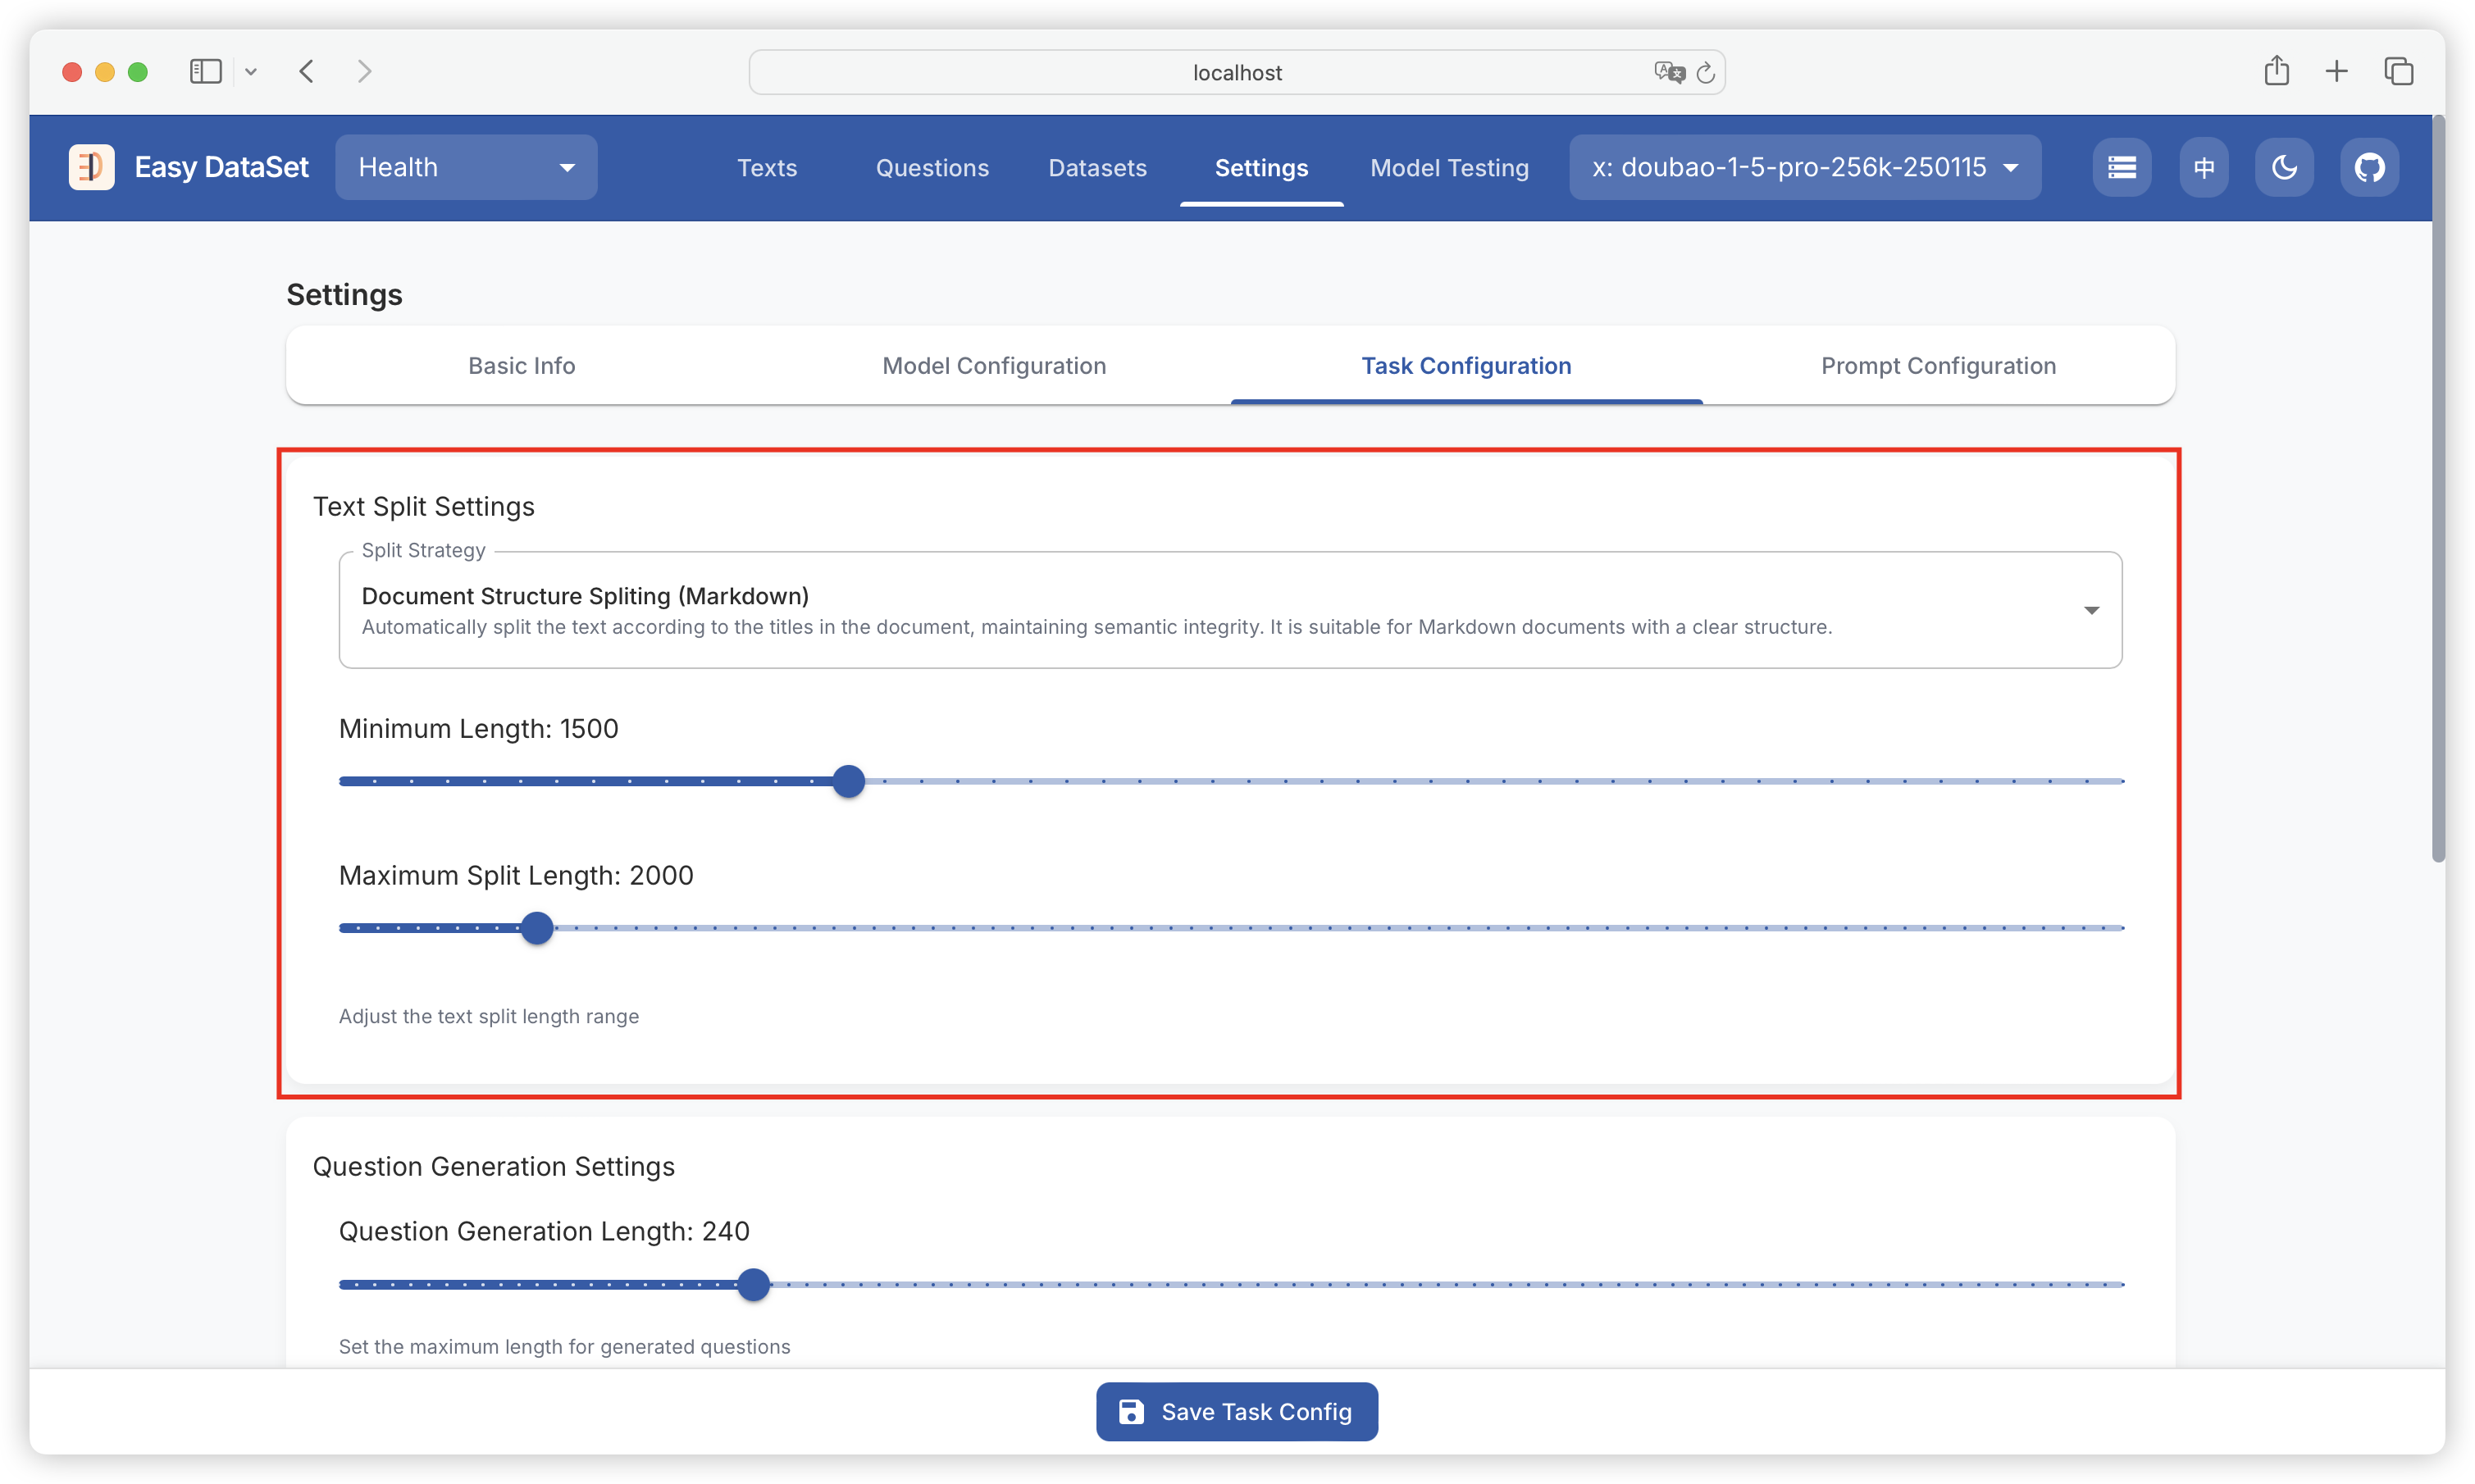 localhost
Easy DataSet
Health
Texts
Questions
Datasets
Settings
Model Testing
x: doubao-1-5-pro-256k-250115
中
Settings
Basic Info
Model Configuration
Task Configuration
Prompt Configuration
Text Split Settings
Split Strategy
Document Structure Spliting (Markdown)
Automatically split the text according to the titles in the document, maintaining semantic integrity. It is suitable for Markdown documents with a clear structure.
Minimum Length: 1500
Maximum Split Length: 2000
Adjust the text split length range
Question Generation Settings
Question Generation Length: 240
Set the maximum length for generated questions
Save Task Config